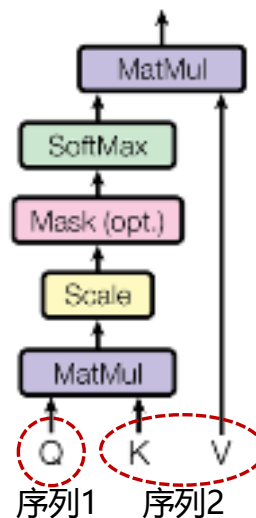 MatMul
SoftMax
Mask (opt.)
Scale
MatMul
Q K V
序列1 序列2